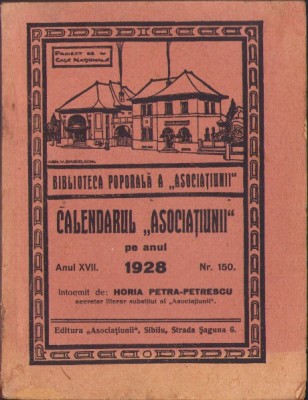 PROIECT DE
CASĂ NAȚIONALĂ
BIBLIOTECA POPORALĂ A „ASOCIAȚIUNII"
CALENDARUL „ASOCIAȚIUNII"
pe anul
Anul XVII. 1928 Nr. 150.
Întocmit de: HORIA PETRA-PETRESCU
secretar literar substitut al „Asociațiunii".
Editura „Asociațiunii", Sibiiu, Strada Șaguna 6.